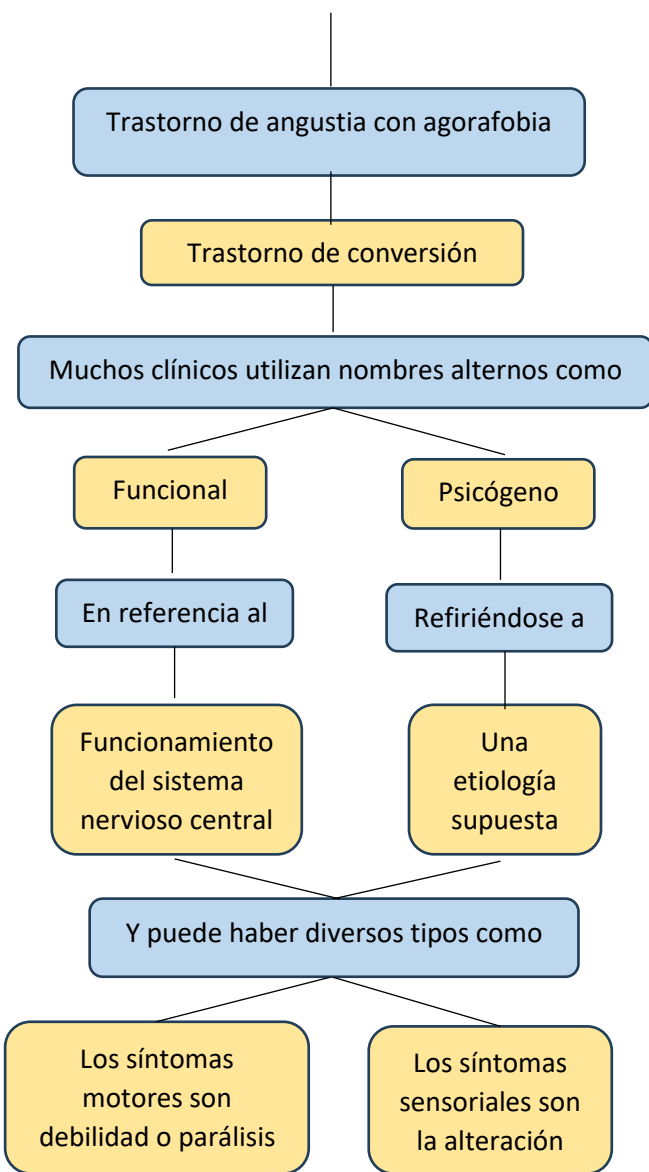 Trastorno de angustia con agorafobia
Trastorno de conversión
Muchos clínicos utilizan nombres alternos como
Funcional
Psicógeno
En referencia al
Refiriéndose a
Funcionamiento
del sistema
nervioso central
Una
etiología
supuesta
Y puede haber diversos tipos como
Los síntomas
motores son
debilidad o parálisis
Los síntomas
sensoriales son
la alteración